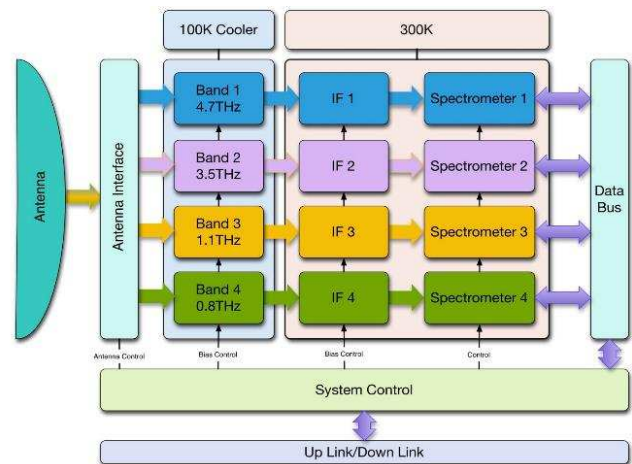 100K Cooler
300K
Antenna
Antenna Interface
Band 1
4.7THz
IF 1
Spectrometer 1
Band 2
3.5THz
IF 2
Spectrometer 2
Data
Bus
Band 3
1.1THz
IF 3
Spectrometer 3
Band 4
0.8THz
IF 4
Spectrometer 4
Antenna Control
Bias Control
Bias Control
Control
System Control
Up Link/Down Link